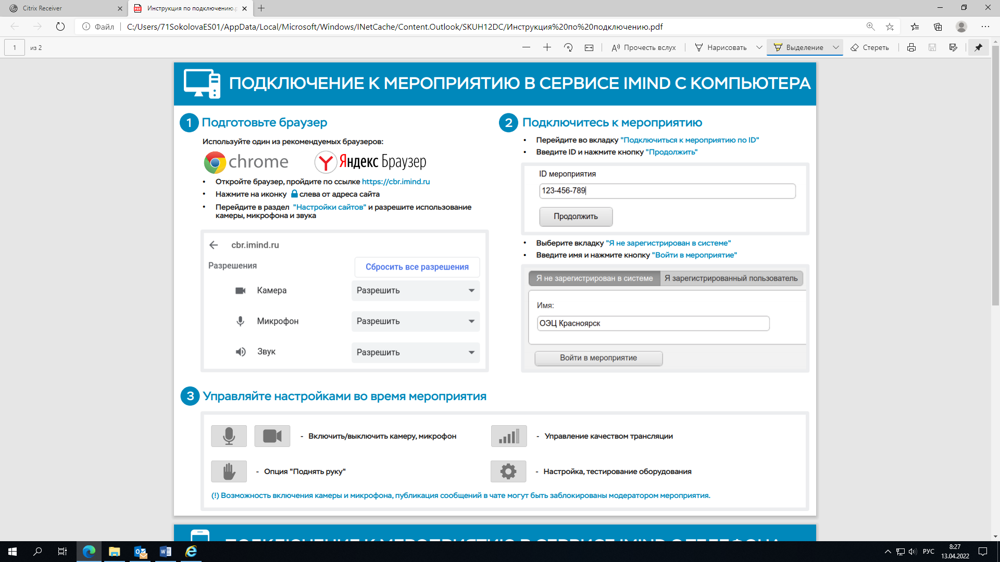 Citrix Receiver
Инструкция по подключению.p
Файл
C:/Users/71SokolovaES01/AppData/Local/Microsoft/Windows/INetCache/Content.Outlook/SKUH12DC/Инструкция%20по%20подключению.pdf
1 из 2
Прочесть вслух
Нарисовать
Выделение
Стереть
ПОДКЛЮЧЕНИЕ К МЕРОПРИЯТИЮ В СЕРВИСЕ IMIND С КОМПЬЮТЕРА
1 Подготовьте браузер
Используйте один из рекомендуемых браузеров:
chrome
Яндекс Браузер
• Откройте браузер, пройдите по ссылке https://cbr.imind.ru
• Нажмите на иконку слева от адреса сайта
• Перейдите в раздел "Настройки сайтов" и разрешите использование
камеры, микрофона и звука
cbr.imind.ru
Разрешения
Сбросить все разрешения
Камера Разрешить
Микрофон Разрешить
Звук Разрешить
2 Подключитесь к мероприятию
• Перейдите во вкладку "Подключиться к мероприятию по ID"
• Введите ID и нажмите кнопку "Продолжить"
ID мероприятия
123-456-789
Продолжить
• Выберите вкладку "Я не зарегистрирован в системе"
• Введите имя и нажмите кнопку "Войти в мероприятие"
Я не зарегистрирован в системе Я зарегистрированный пользователь
Имя:
ОЭЦ Красноярск
Войти в мероприятие
3 Управляйте настройками во время мероприятия
- Включить/выключить камеру, микрофон
- Управление качеством трансляции
- Опция "Поднять руку"
- Настройка, тестирование оборудования
(!) Возможность включения камеры и микрофона, публикация сообщений в чате могут быть заблокированы модератором мероприятия.
ПОДКЛЮЧЕНИЕ К МЕРОПРИЯТИЮ В СЕРВИСЕ IMIND С ТЕЛЕФОНА
РУС
8:27
13.04.2022